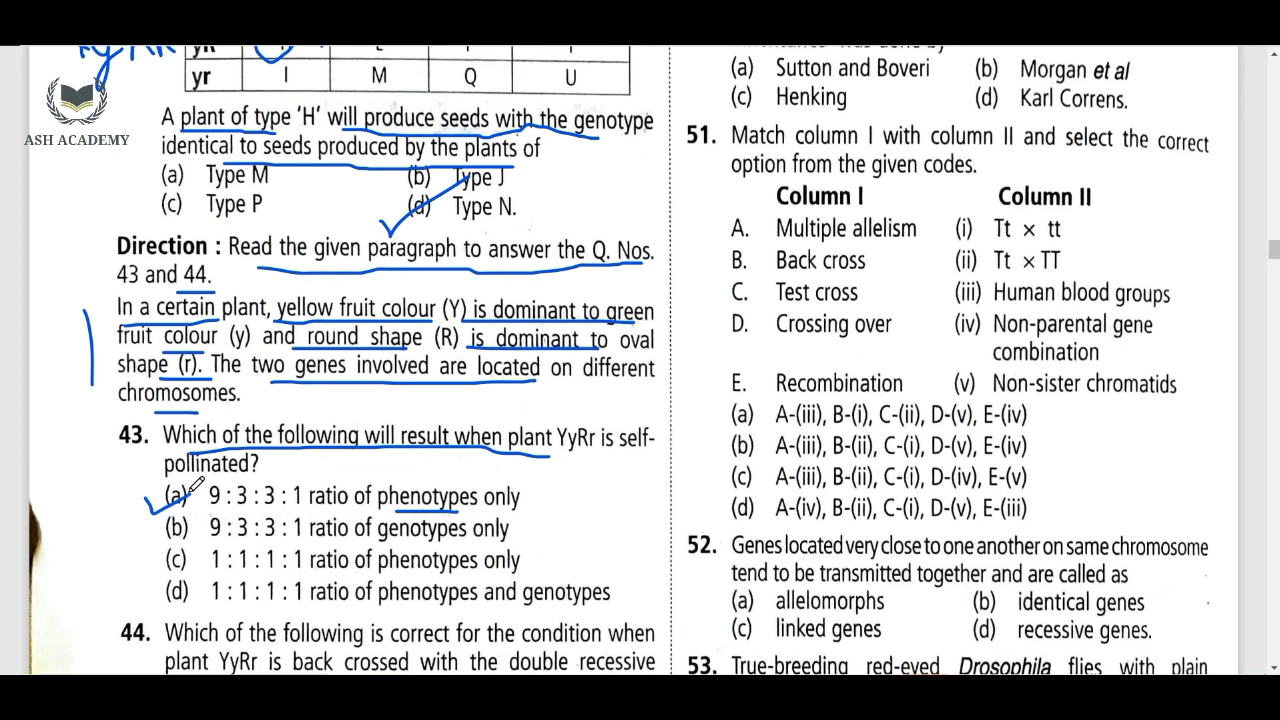 yr I M Q U
ASH ACADEMY
A plant of type 'H' will produce seeds with the genotype
identical to seeds produced by the plants of
(a) Type M (b) Type J
(c) Type P (d) Type N.
Direction : Read the given paragraph to answer the Q. Nos.
43 and 44.
In a certain plant, yellow fruit colour (Y) is dominant to green
fruit colour (y) and round shape (R) is dominant to oval
shape (r). The two genes involved are located on different
chromosomes.
43. Which of the following will result when plant YyRr is self-
pollinated?
(a) 9 : 3 : 3 : 1 ratio of phenotypes only
(b) 9 : 3 : 3 : 1 ratio of genotypes only
(c) 1 : 1 : 1 : 1 ratio of phenotypes only
(d) 1 : 1 : 1 : 1 ratio of phenotypes and genotypes
44. Which of the following is correct for the condition when
plant YyRr is back crossed with the double recessive
(a) Sutton and Boveri (b) Morgan et al
(c) Henking (d) Karl Correns.
51. Match column I with column II and select the correct
option from the given codes.
Column I Column II
A. Multiple allelism (i) Tt × tt
B. Back cross (ii) Tt × TT
C. Test cross (iii) Human blood groups
D. Crossing over (iv) Non-parental gene
combination
E. Recombination (v) Non-sister chromatids
(a) A-(iii), B-(i), C-(ii), D-(v), E-(iv)
(b) A-(iii), B-(ii), C-(i), D-(v), E-(iv)
(c) A-(iii), B-(ii), C-(i), D-(iv), E-(v)
(d) A-(iv), B-(ii), C-(i), D-(v), E-(iii)
52. Genes located very close to one another on same chromosome
tend to be transmitted together and are called as
(a) allelomorphs (b) identical genes
(c) linked genes (d) recessive genes.
53. True-breeding red-eyed Drosophila flies with plain